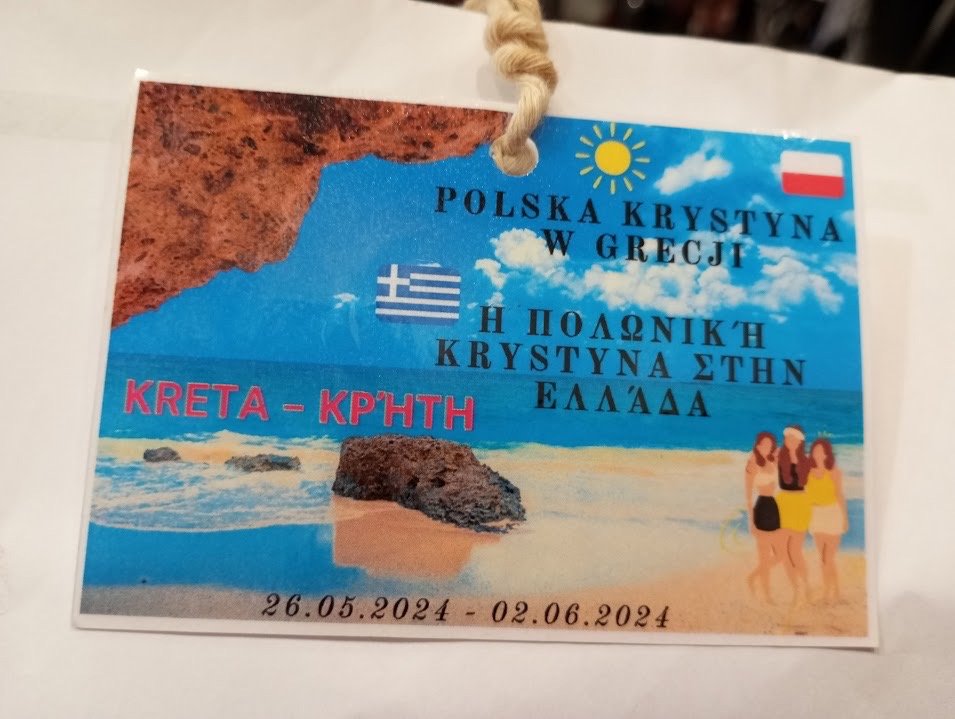 POLSKA KRYSTYNA
W GRECJI
Η ΠΟΛΩΝΙΚΉ
KRYSTYNA ΣΤΗΝ
ΕΛΛΆΔΑ
KRETA – ΚΡΉΤΗ
26.05.2024 - 02.06.2024